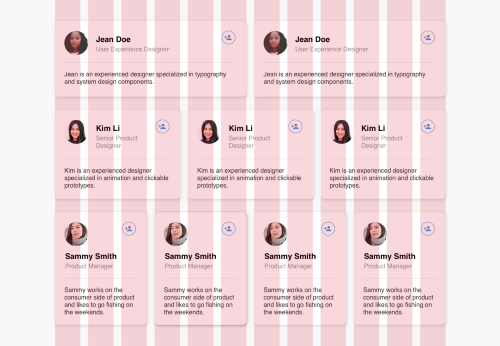 Jean Doe
User Experience Designer
Jean is an experienced designer specialized in typography
and system design components.
Jean Doe
User Experience Designer
Jean is an experienced designer specialized in typography
and system design components.
Kim Li
Senior Product
Designer
Kim is an experienced designer
specialized in animation and clickable
prototypes.
Kim Li
Senior Product
Designer
Kim is an experienced designer
specialized in animation and clickable
prototypes.
Kim Li
Senior Product
Designer
Kim is an experienced designer
specialized in animation and clickable
prototypes.
Sammy Smith
Product Manager
Sammy works on the
consumer side of product
and likes to go fishing on
the weekends.
Sammy Smith
Product Manager
Sammy works on the
consumer side of product
and likes to go fishing on
the weekends.
Sammy Smith
Product Manager
Sammy works on the
consumer side of product
and likes to go fishing on
the weekends.
Sammy Smith
Product Manager
Sammy works on the
consumer side of product
and likes to go fishing on
the weekends.